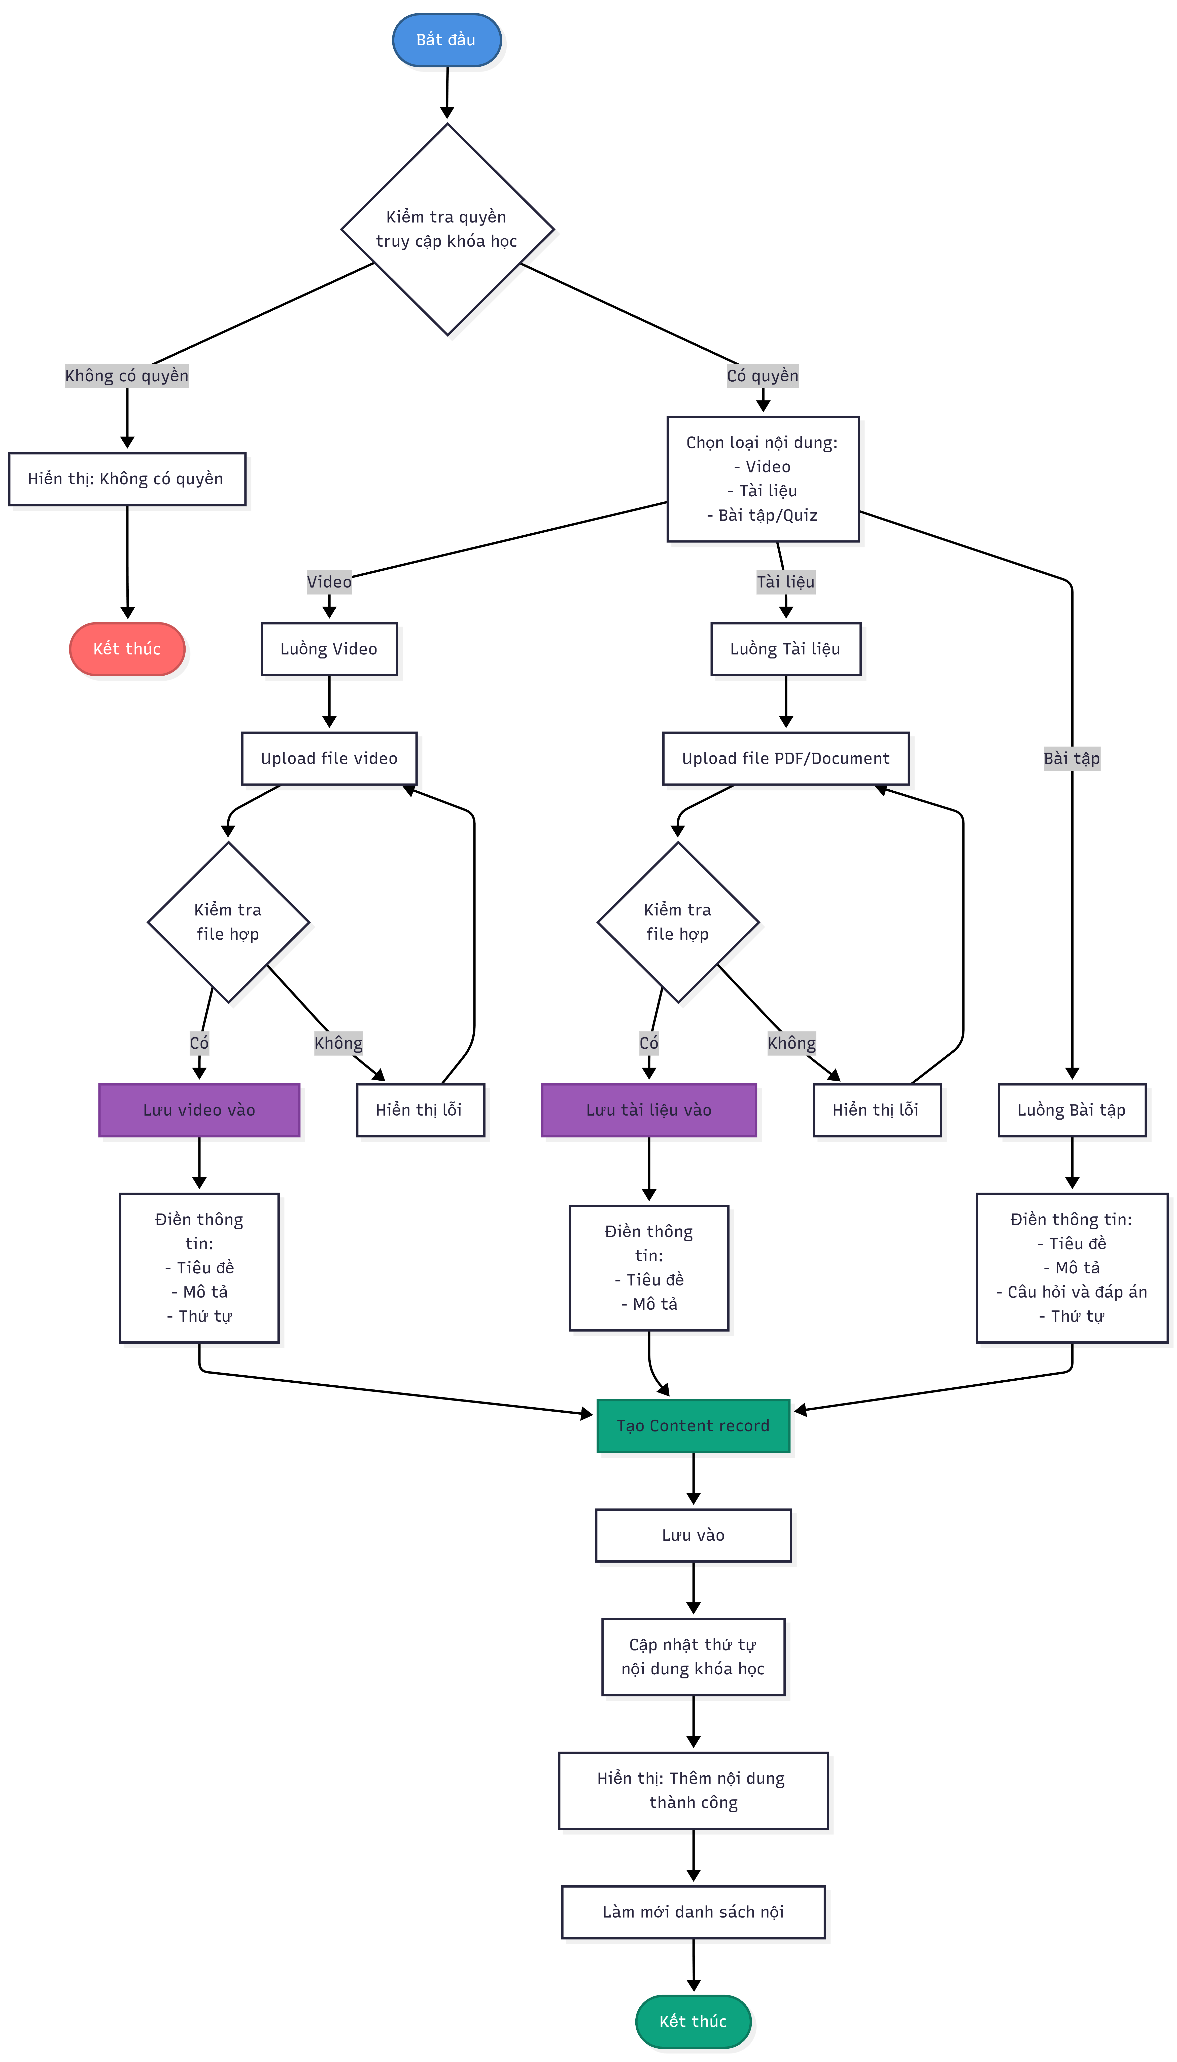 Bắt đầu
Kiểm tra quyền
truy cập khóa học
Không có quyền
Có quyền
Hiển thị: Không có quyền
Chọn loại nội dung:
- Video
- Tài liệu
- Bài tập/Quiz
Video
Tài liệu
Kết thúc
Luồng Video
Luồng Tài liệu
Upload file video
Upload file PDF/Document
Bài tập
Kiểm tra
file hợp
Kiểm tra
file hợp
Có
Không
Có
Không
Lưu video vào
Hiển thị lỗi
Lưu tài liệu vào
Hiển thị lỗi
Luồng Bài tập
Điền thông
tin:
- Tiêu đề
- Mô tả
- Thứ tự
Điền thông
tin:
- Tiêu đề
- Mô tả
Điền thông tin:
- Tiêu đề
- Mô tả
- Câu hỏi và đáp án
- Thứ tự
Tạo Content record
Lưu vào
Cập nhật thứ tự
nội dung khóa học
Hiển thị: Thêm nội dung
thành công
Làm mới danh sách nội
Kết thúc